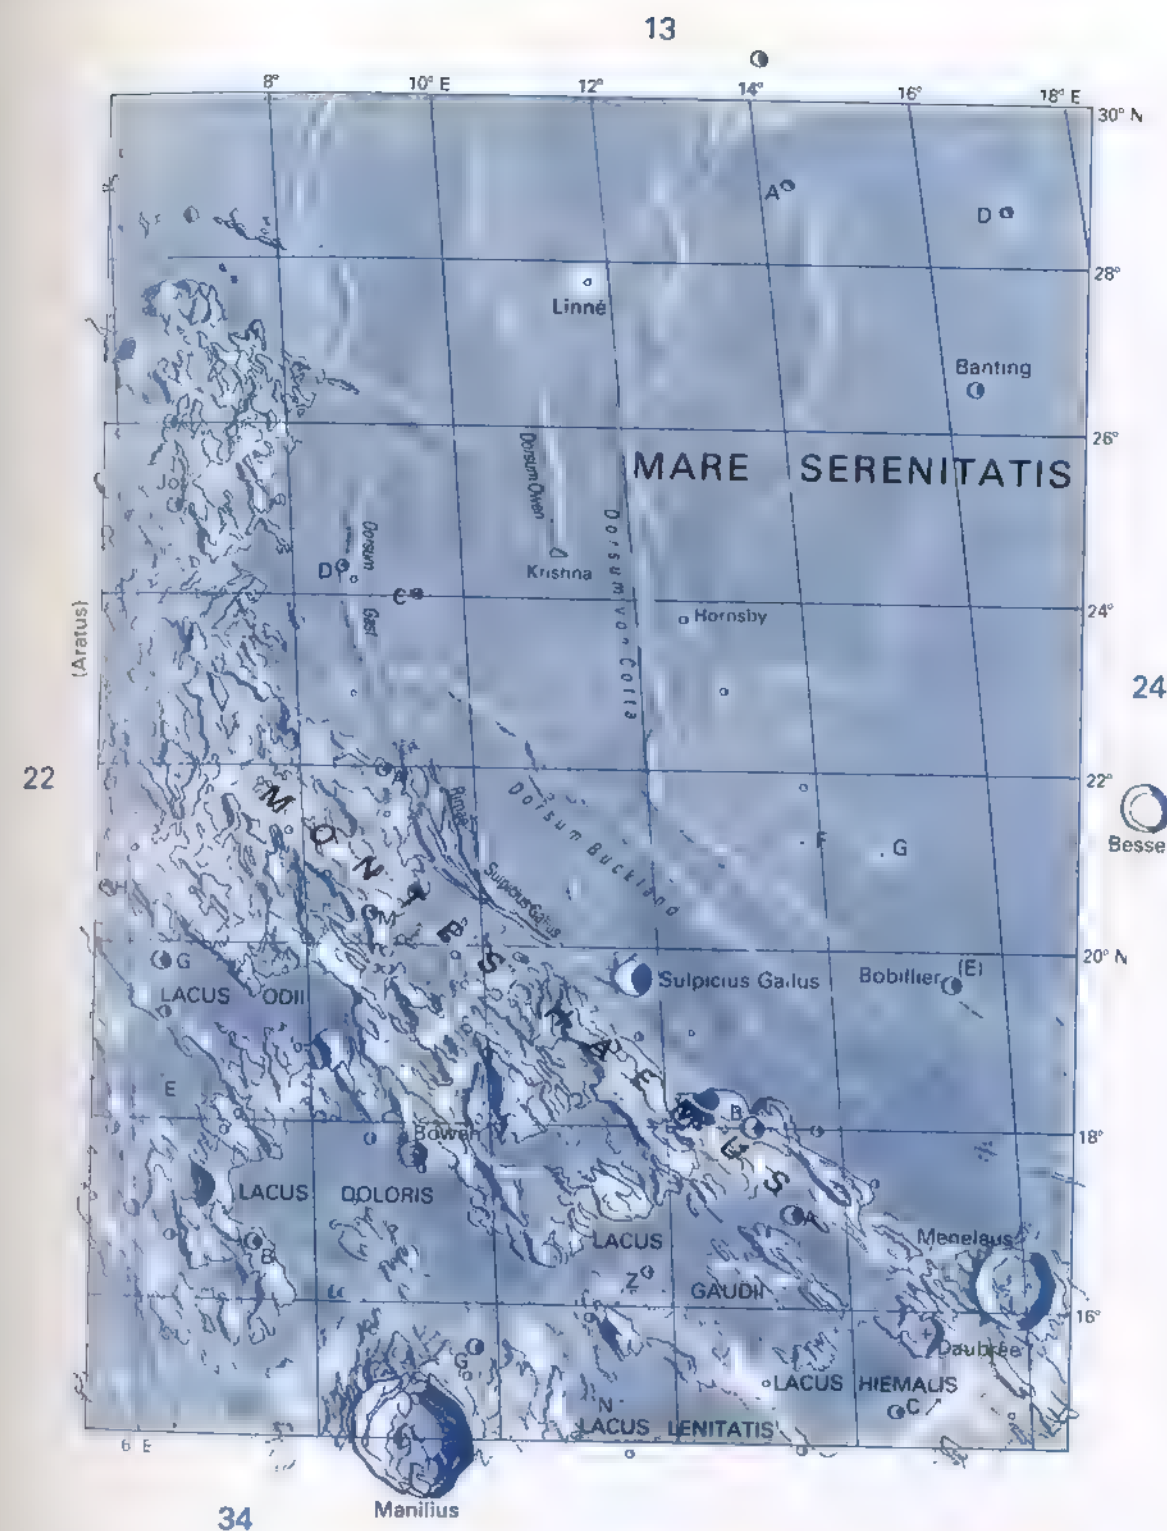 13
8°
10° E
12°
14°
16°
18° E
30° N
A
D
28°
Linné
Banting
26°
MARE SERENITATIS
Dorsum Owen
Joy
Dorsum
Gast
D
C
Krishna
Dorsum von Cotta
24°
Hornsby
(Aratus)
24
22
22°
Rimae
Sulpicius Gallus
Dorsum Buckland
F
G
Bessel
MONTES HAEMUS
B
H
M
G
20° N
LACUS ODII
Sulpicius Gallus
Bobillier
(E)
E
B
18°
Bowen
LACUS DOLORIS
A
Menelaus
LACUS
B
Z
GAUDII
16°
Daubrée
G
LACUS HIEMALIS
N
C
LACUS LENITATIS
6 E
Manilius
34